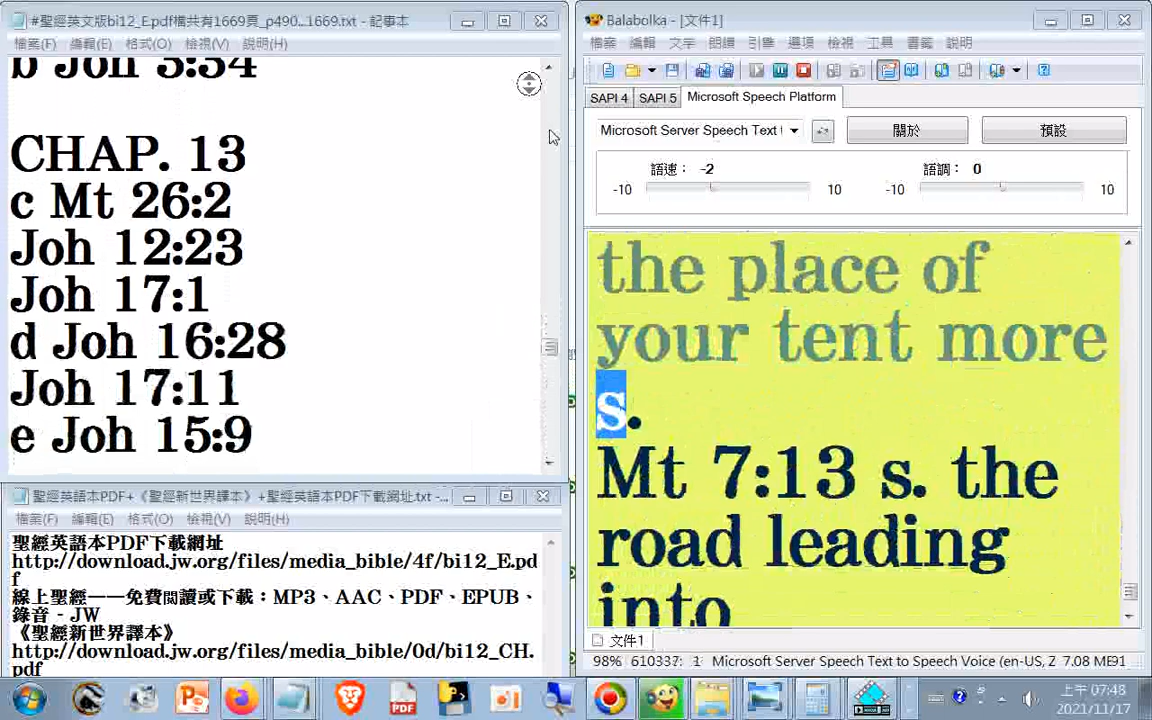 #聖經英文版bi12_E.pdf橫共有1669頁_p490...1669.txt - 記事本
檔案(F) 編輯(E) 格式(O) 檢視(V) 說明(H)
b Joh 3:34
CHAP. 13
c Mt 26:2
Joh 12:23
Joh 17:1
d Joh 16:28
Joh 17:11
e Joh 15:9
聖經英語本PDF+《聖經新世界譯本》+聖經英語本PDF下載網址.txt -...
檔案(F) 編輯(E) 格式(O) 檢視(V) 說明(H)
聖經英語本PDF下載網址
http://download.jw.org/files/media_bible/4f/bi12_E.pd
f
線上聖經——免費閱讀或下載：MP3、AAC、PDF、EPUB、
錄音 - JW
《聖經新世界譯本》
http://download.jw.org/files/media_bible/0d/bi12_CH.
pdf
Balabolka - [文件1]
檔案 編輯 文字 朗讀 引擎 選項 檢視 工具 書籤 說明
SAPI 4 SAPI 5 Microsoft Speech Platform
Microsoft Server Speech Text 關於 預設
語速： -2 語調： 0
-10 10 -10 10
the place of
your tent more
s.
Mt 7:13 s. the
road leading
into
文件1
98% 610337: 1 Microsoft Server Speech Text to Speech Voice (en-US, Z 7.08 ME91
上午 07:48
2021/11/17